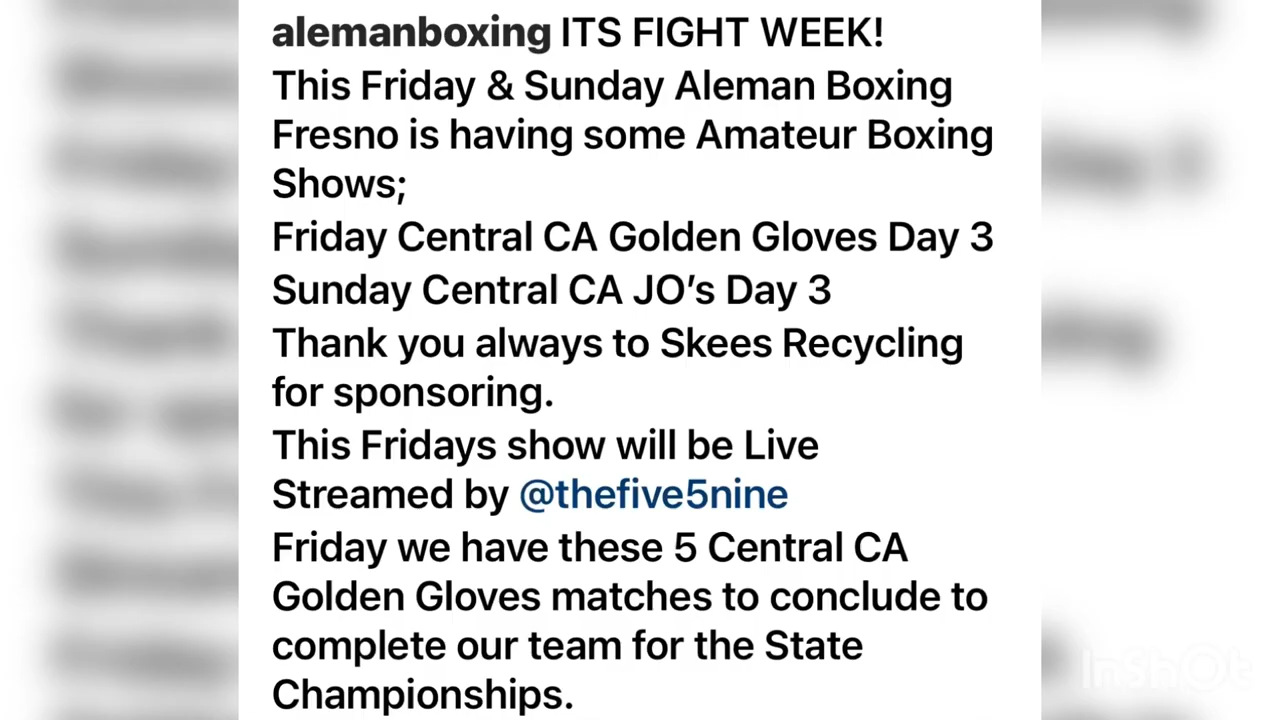 alemanboxing ITS FIGHT WEEK!
This Friday & Sunday Aleman Boxing
Fresno is having some Amateur Boxing
Shows;
Friday Central CA Golden Gloves Day 3
Sunday Central CA JO’s Day 3
Thank you always to Skees Recycling
for sponsoring.
This Fridays show will be Live
Streamed by @thefive5nine
Friday we have these 5 Central CA
Golden Gloves matches to conclude to
complete our team for the State
Championships.
InShOt